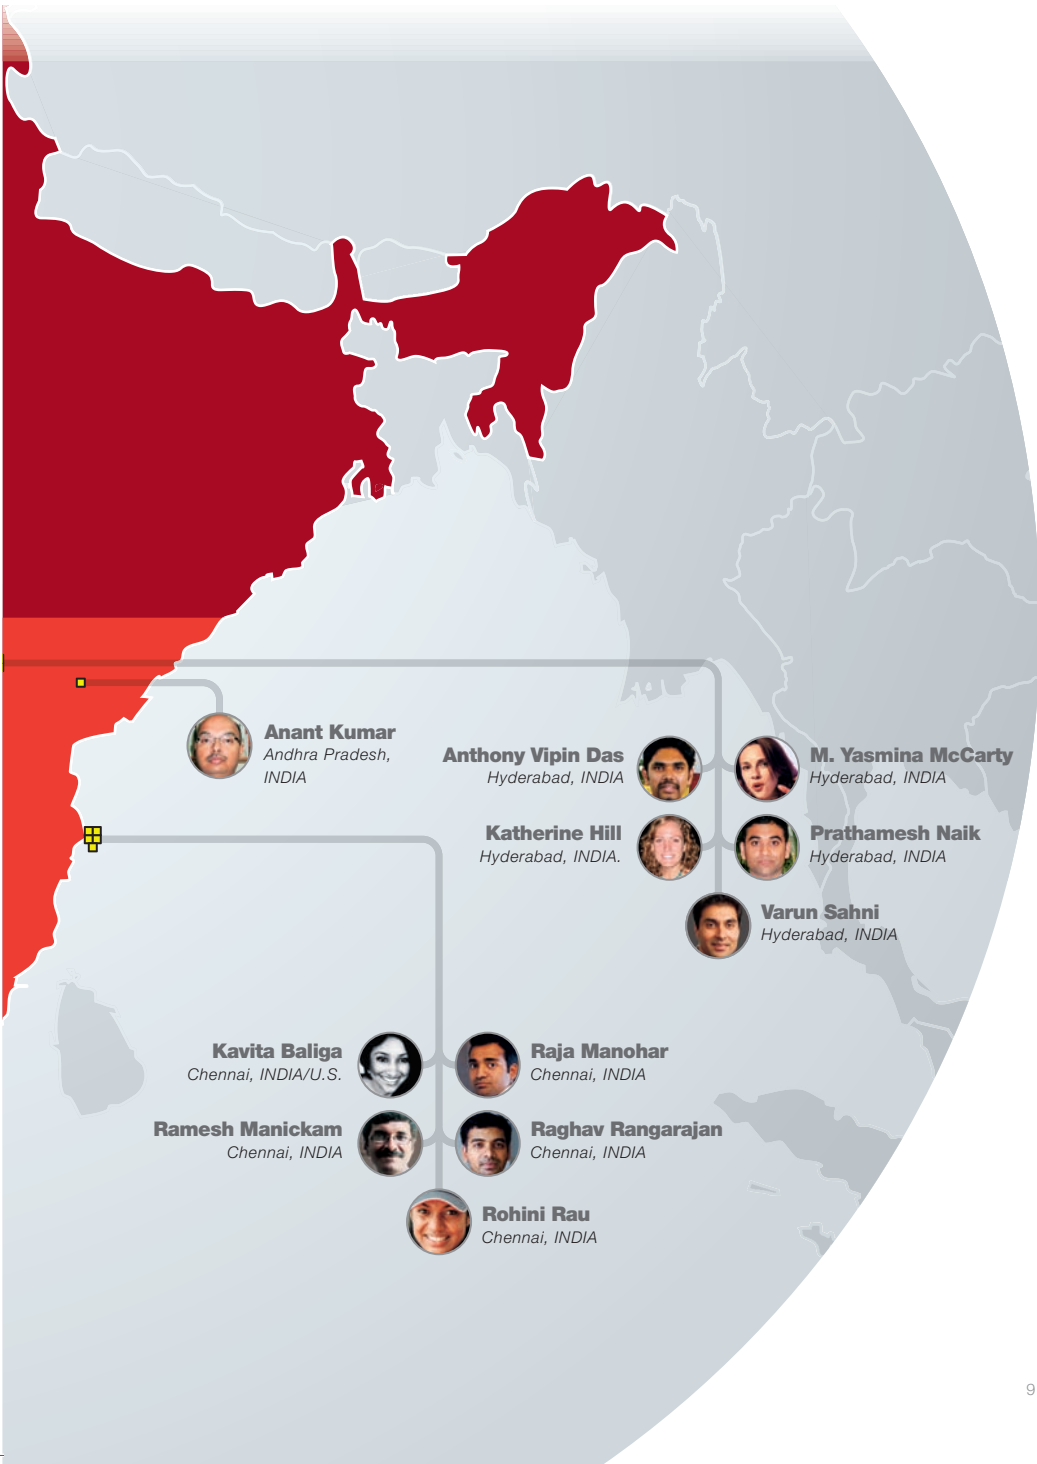 Anant Kumar
Andhra Pradesh,
INDIA
Anthony Vipin Das
Hyderabad, INDIA
M. Yasmina McCarty
Hyderabad, INDIA
Katherine Hill
Hyderabad, INDIA.
Prathamesh Naik
Hyderabad, INDIA
Varun Sahni
Hyderabad, INDIA
Kavita Baliga
Chennai, INDIA/U.S.
Raja Manohar
Chennai, INDIA
Ramesh Manickam
Chennai, INDIA
Raghav Rangarajan
Chennai, INDIA
Rohini Rau
Chennai, INDIA
9